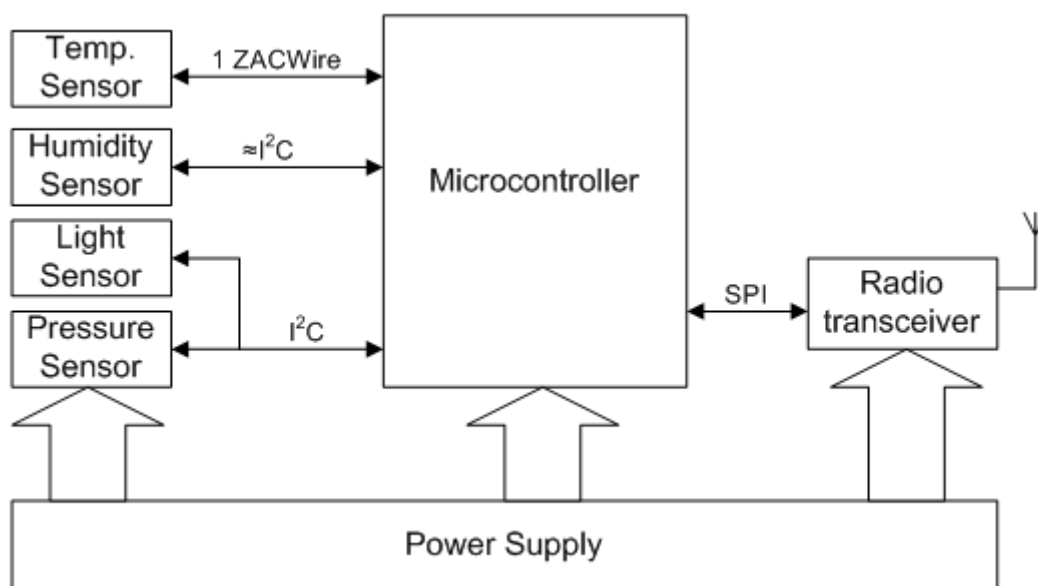 Temp.
Sensor
1 ZACWire
Humidity
Sensor
≈I²C
Light
Sensor
Pressure
Sensor
I²C
Microcontroller
SPI
Radio
transceiver
Power Supply